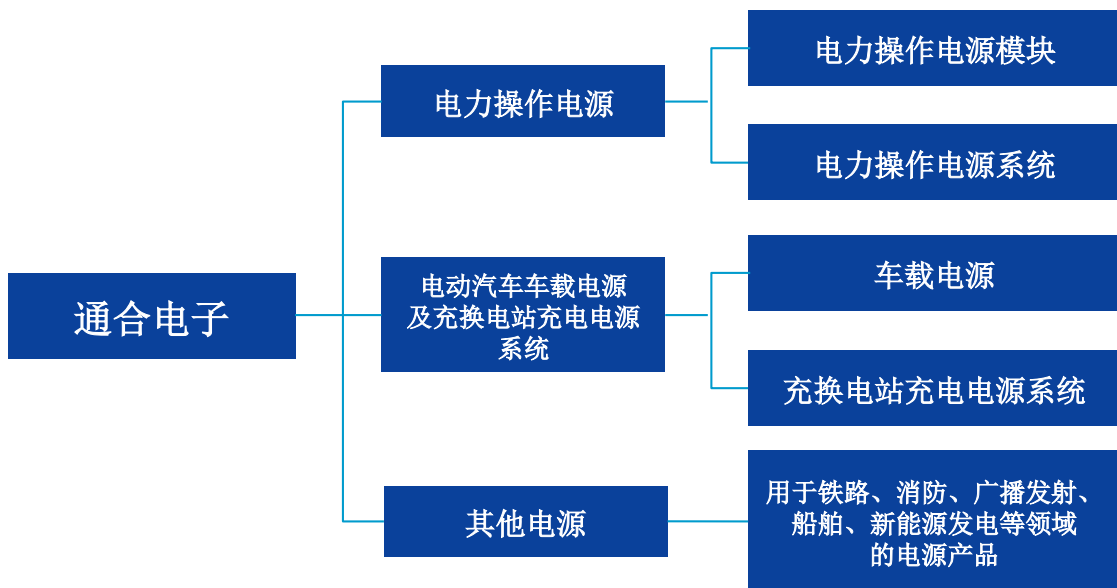 通合电子
电力操作电源
电力操作电源模块
电力操作电源系统
电动汽车车载电源
及充换电站充电电源
系统
车载电源
充换电站充电电源系统
其他电源
用于铁路、消防、广播发射、
船舶、新能源发电等领域
的电源产品